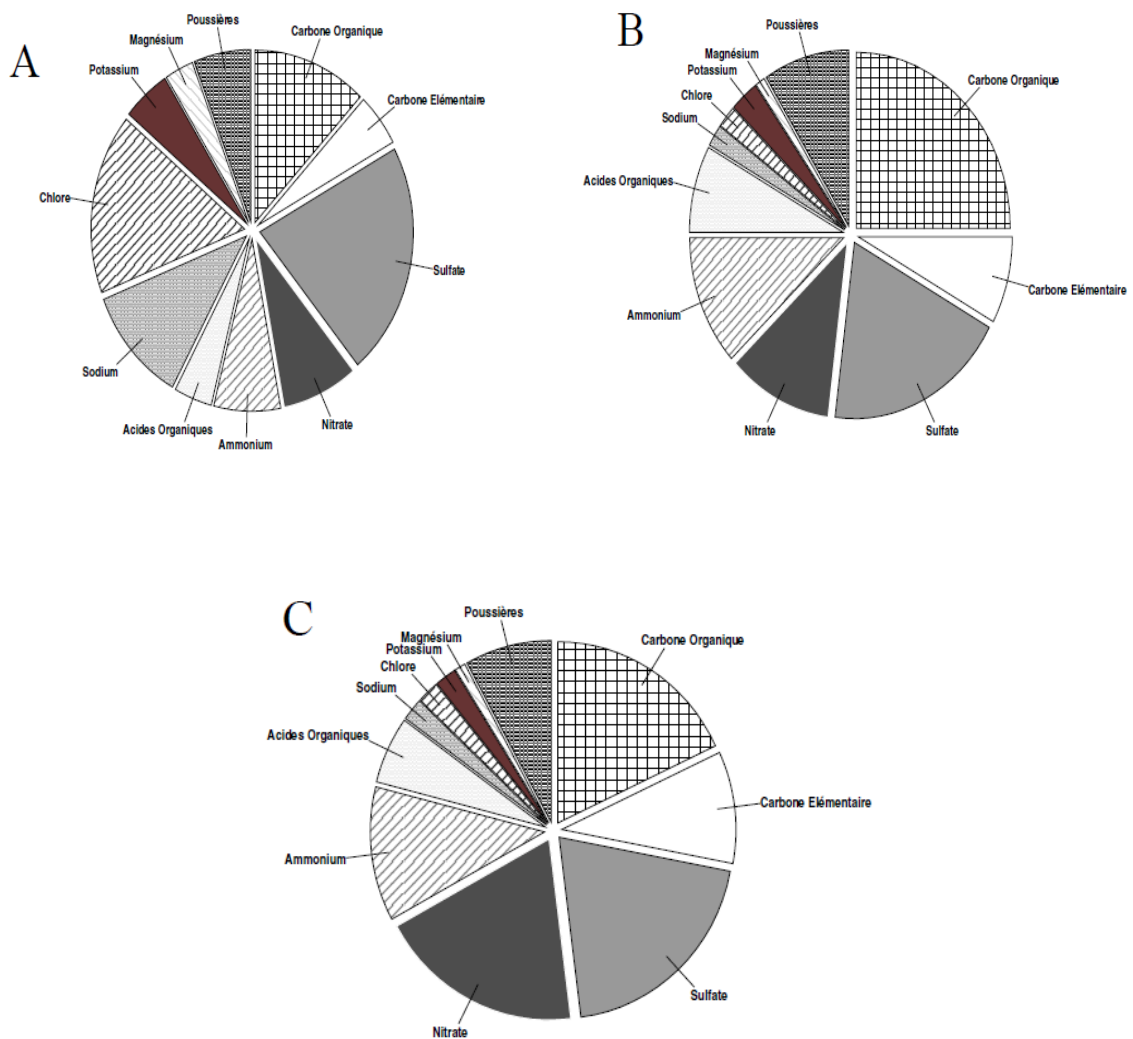 A
Poussières
Magnésium
Potassium
Carbone Organique
Carbone Elémentaire
Chlore
Sulfate
Sodium
Acides Organiques
Ammonium
Nitrate
B
Poussières
Magnésium
Potassium
Chlore
Sodium
Carbone Organique
Acides Organiques
Ammonium
Carbone Elémentaire
Nitrate
Sulfate
C
Poussières
Magnésium
Potassium
Chlore
Sodium
Carbone Organique
Acides Organiques
Carbone Elémentaire
Ammonium
Sulfate
Nitrate